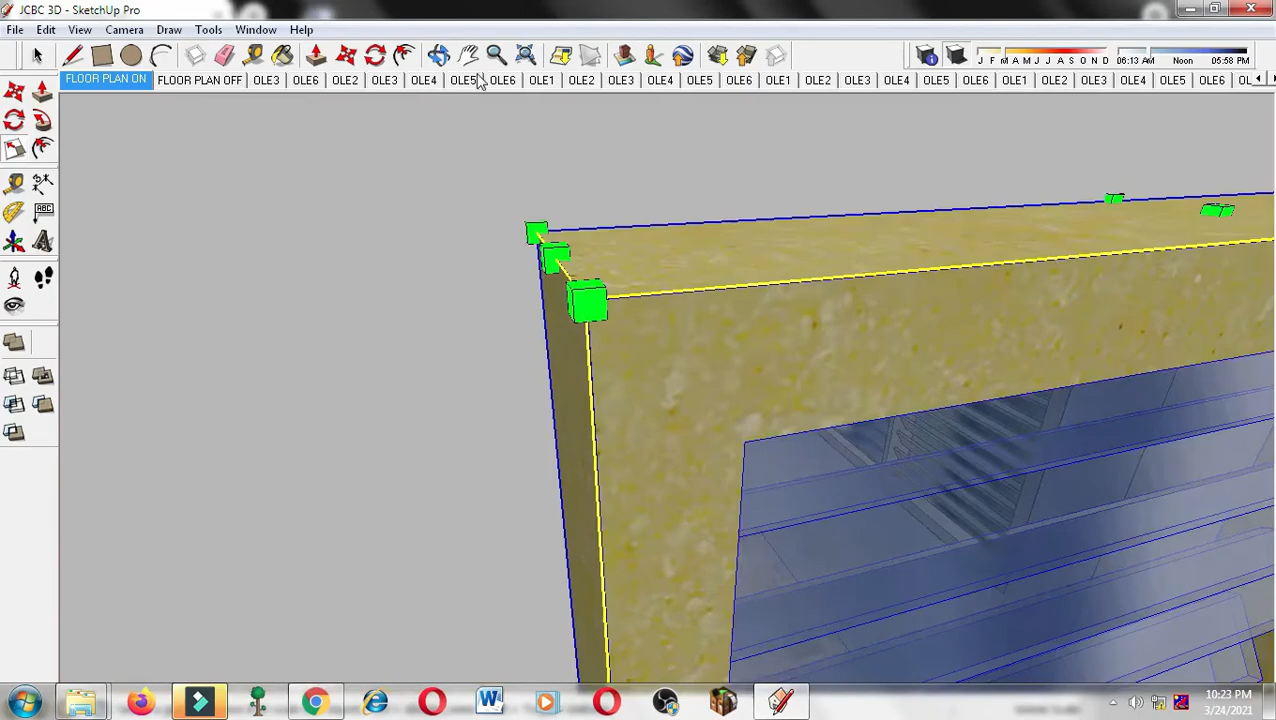 JCBC 3D - SketchUp Pro
File Edit View Camera Draw Tools Window Help
J F M A M J J A S O N D 06:13 AM Noon 05:58 PM
FLOOR PLAN ON FLOOR PLAN OFF OLE3 OLE6 OLE2 OLE3 OLE4 OLE5 OLE6 OLE1 OLE2 OLE3 OLE4 OLE5 OLE6 OLE1 OLE2 OLE3 OLE4 OLE5 OLE6 OLE1 OLE2 OLE3 OLE4 OLE5 OLE6 OL
ABC
10:23 PM
3/24/2021